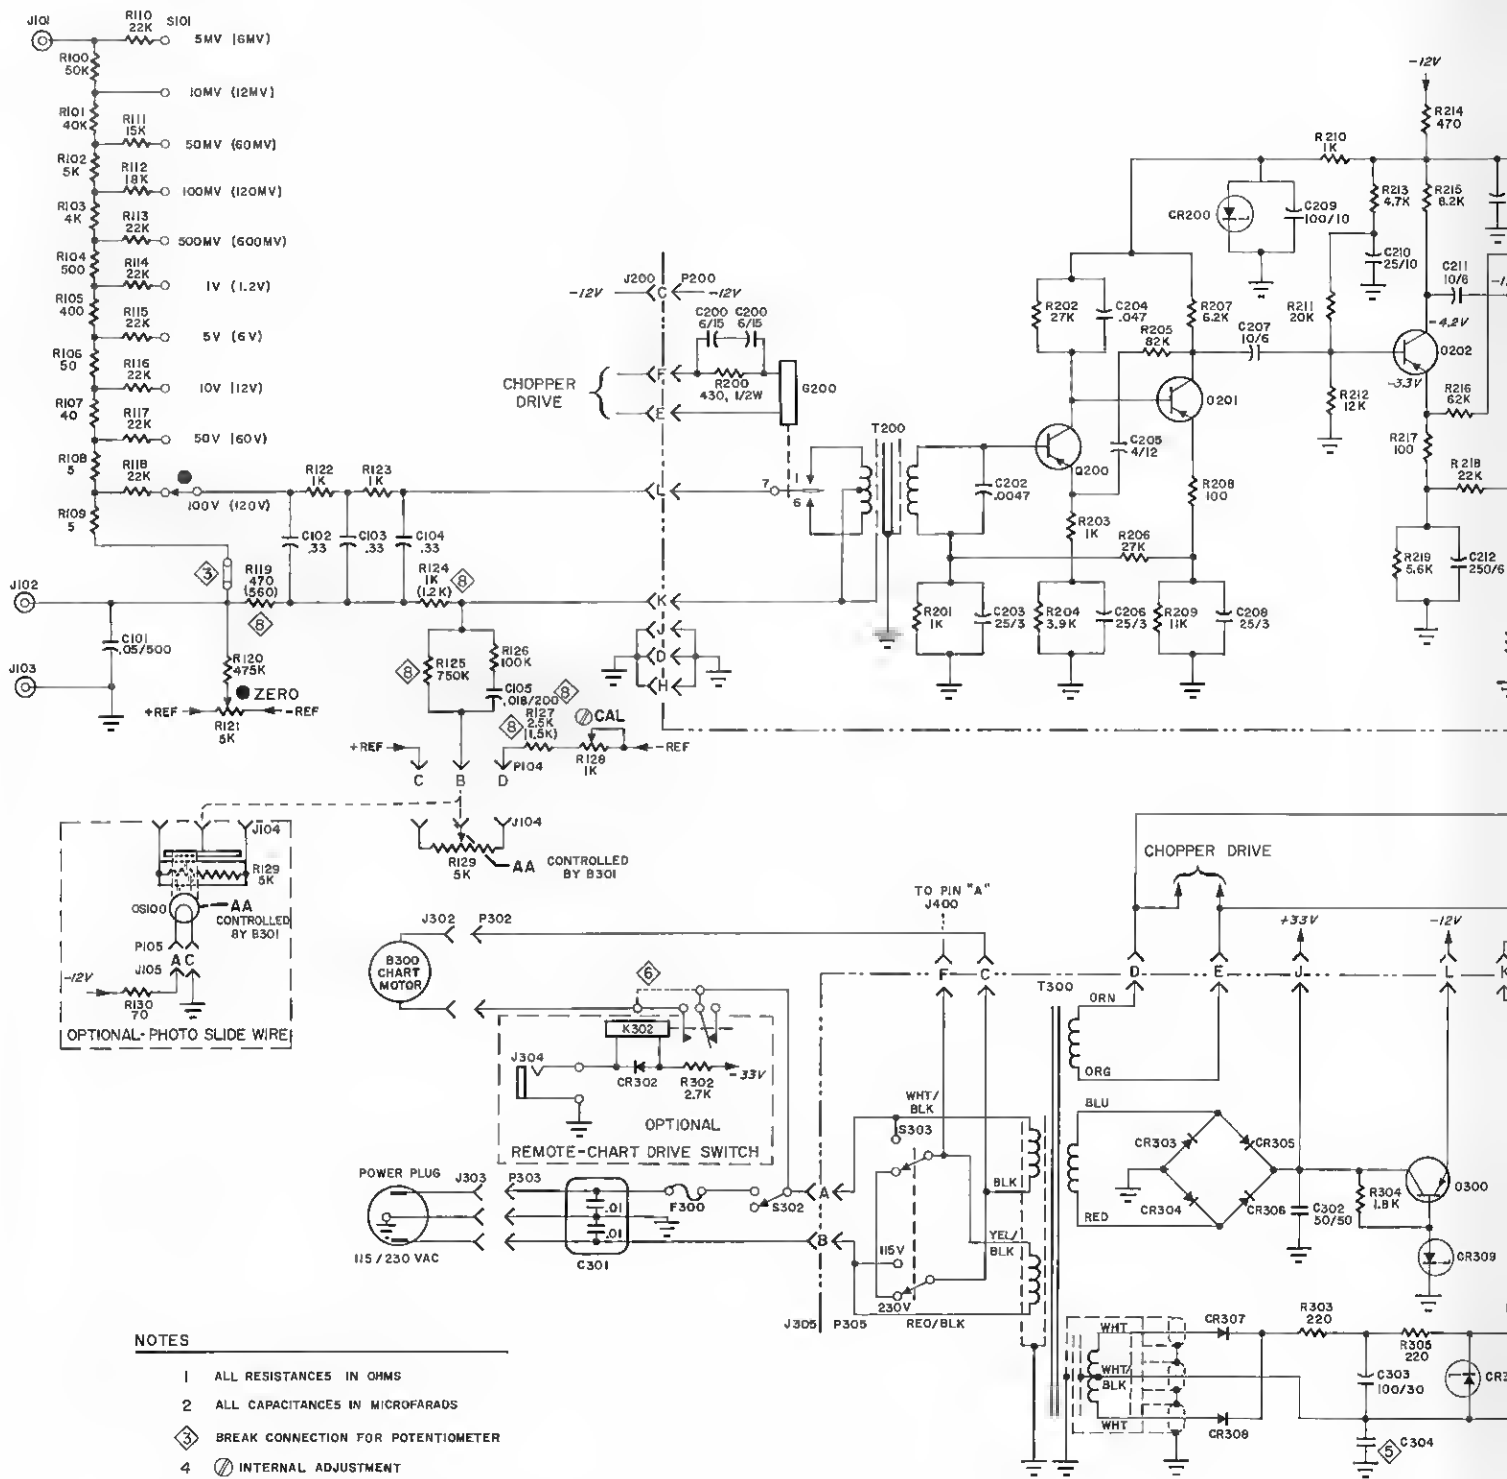 J101
R110
22K
S101
5MV (6MV)
R100
50K
10MV (12MV)
R101
40K
R111
15K
50MV (60MV)
R102
5K
R112
18K
100MV (120MV)
R103
4K
R113
22K
500MV (600MV)
R104
500
R114
22K
1V (1.2V)
R105
400
R115
22K
5V (6V)
R106
50
R116
22K
10V (12V)
R107
40
R117
22K
50V (60V)
R108
5
R118
22K
100V (120V)
R109
5
R122
1K
R123
1K
C102
.33
C103
.33
C104
.33
3
R119
470
(560)
8
R124
1K
(1.2K)
8
J102
C101
.05/500
J103
R120
475K
ZERO
+REF
-REF
R121
5K
8
R125
750K
R126
100K
C105
.018/200
8
8
R127
2.5K
(1.5K)
CAL
+REF
-REF
R128
1K
C
B
D
P104
J104
R129
5K
AA
CONTROLLED
BY B301
J104
R129
5K
OS100
AA
CONTROLLED
BY B301
P105
A C
J105
-12V
R130
70
OPTIONAL-PHOTO SLIDE WIRE
-12V
J200
C
P200
-12V
C200
6/15
C200
6/15
F
R200
430, 1/2W
G200
CHOPPER
DRIVE
E
L
7
6
T200
K
J
D
H
C202
.0047
R202
27K
C204
.047
R207
6.2K
R205
82K
C207
10/6
Q200
Q201
C205
4/12
R208
100
R203
1K
R206
27K
R201
1K
C203
25/3
R204
3.9K
C206
25/3
R209
11K
C208
25/3
-12V
R214
470
R210
1K
CR200
C209
100/10
R213
4.7K
R215
8.2K
C210
25/10
C211
10/6
R211
20K
-4.2V
Q202
-3.3V
R212
12K
R216
62K
R217
100
R218
22K
R219
5.6K
C212
250/6
J302
P302
B300
CHART
MOTOR
6
K302
J304
CR302
R302
2.7K
-33V
OPTIONAL
REMOTE-CHART DRIVE SWITCH
POWER PLUG
J303
P303
.01
.01
C301
F300
S302
115/230 VAC
A
B
J305
P305
TO PIN "A"
J400
F
C
D
E
J
L
K
CHOPPER DRIVE
+33V
-12V
T300
ORN
ORG
BLU
RED
WHT/
BLK
S303
BLK
YEL/
BLK
115V
230V
RED/BLK
CR303
CR305
CR304
CR306
C302
50/50
R304
1.8K
Q300
CR309
WHT
WHT/
BLK
WHT
CR307
CR308
R303
220
R305
220
C303
100/30
5
C304
NOTES
1 ALL RESISTANCES IN OHMS
2 ALL CAPACITANCES IN MICROFARADS
3 BREAK CONNECTION FOR POTENTIOMETER
4 INTERNAL ADJUSTMENT